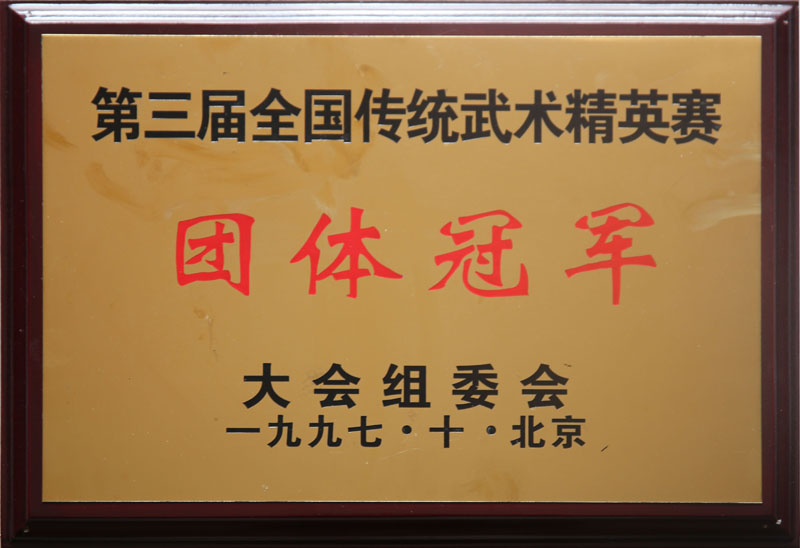 第三届全国传统武术精英赛
团体冠军
大会组委会
一九九七·十·北京